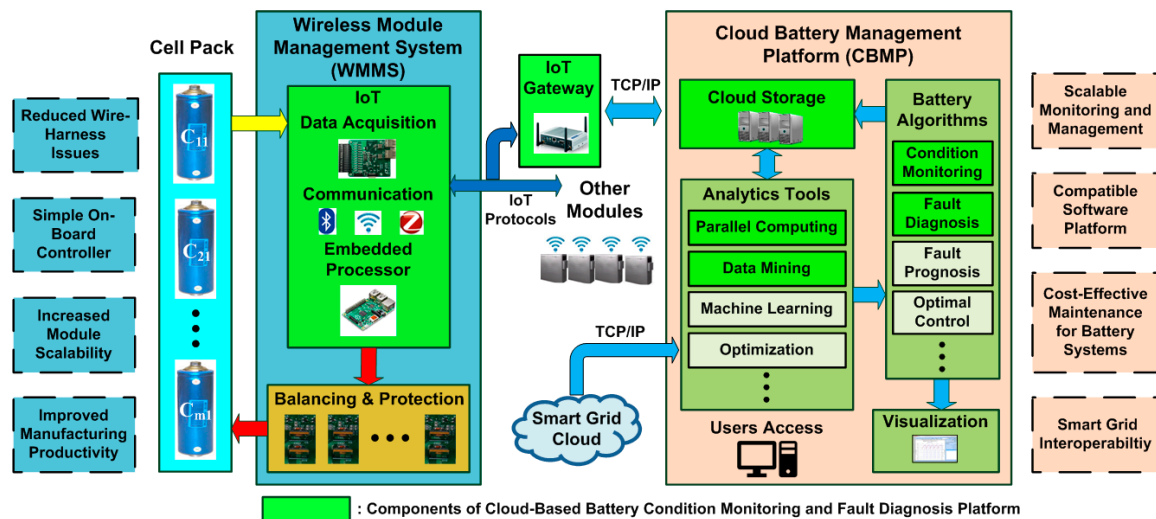 Cell Pack
Reduced Wire-
Harness
Issues
Simple On-
Board
Controller
Increased
Module
Scalability
Improved
Manufacturing
Productivity
C11
C21
Cm1
Wireless Module
Management System
(WMMS)
IoT
Data Acquisition
Communication
Embedded
Processor
Balancing & Protection
IoT
Gateway
TCP/IP
IoT
Protocols
Other
Modules
TCP/IP
Smart Grid
Cloud
Cloud Battery Management
Platform (CBMP)
Cloud Storage
Analytics Tools
Parallel Computing
Data Mining
Machine Learning
Optimization
Users Access
Battery
Algorithms
Condition
Monitoring
Fault
Diagnosis
Fault
Prognosis
Optimal
Control
Visualization
Scalable
Monitoring and
Management
Compatible
Software
Platform
Cost-Effective
Maintenance
for Battery
Systems
Smart Grid
Interoperabiltiy
: Components of Cloud-Based Battery Condition Monitoring and Fault Diagnosis Platform